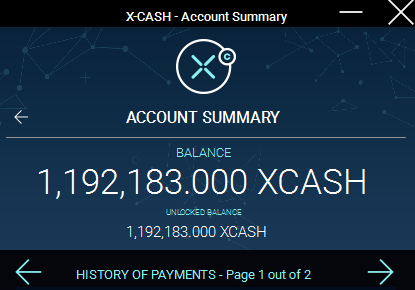 X-CASH - Account Summary
C
ACCOUNT SUMMARY
BALANCE
1,192,183.000 XCASH
UNLOCKED BALANCE
1,192,183.000 XCASH
HISTORY OF PAYMENTS - Page 1 out of 2